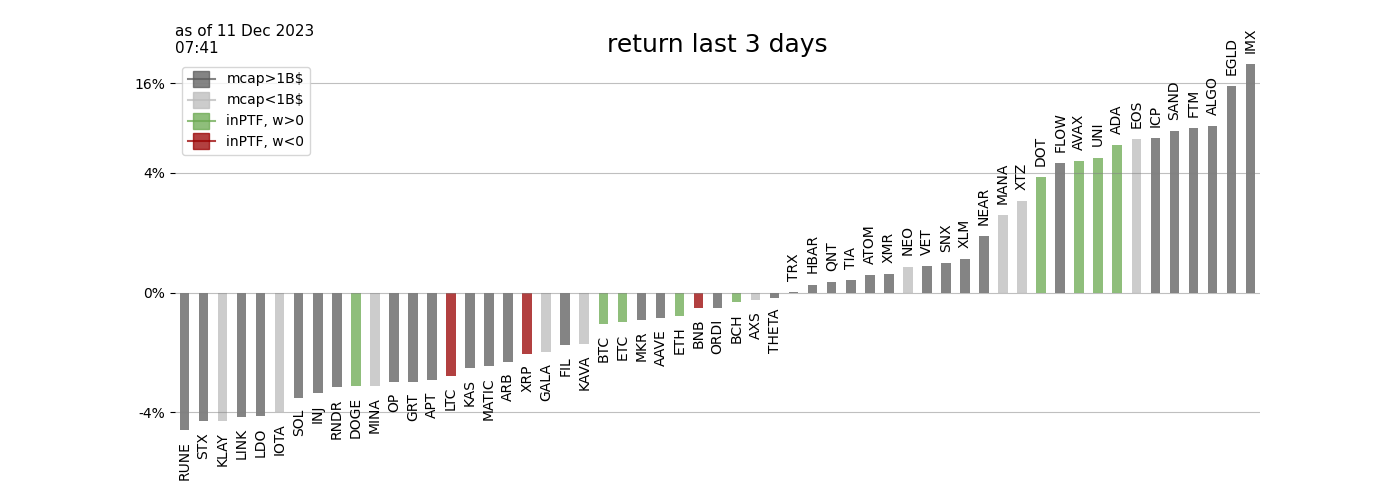 as of 11 Dec 2023
07:41
return last 3 days
mcap>1B$
mcap<1B$
inPTF, w>0
inPTF, w<0
16%
4%
0%
-4%
RUNE
STX
KLAY
LINK
LDO
IOTA
SOL
INJ
RNDR
DOGE
MINA
OP
GRT
APT
LTC
KAS
MATIC
ARB
XRP
GALA
FIL
KAVA
BTC
ETC
MKR
AAVE
ETH
BNB
ORDI
BCH
AXS
THETA
TRX
HBAR
QNT
TIA
ATOM
XMR
NEO
VET
SNX
XLM
NEAR
MANA
XTZ
DOT
FLOW
AVAX
UNI
ADA
EOS
ICP
SAND
FTM
ALGO
EGLD
IMX